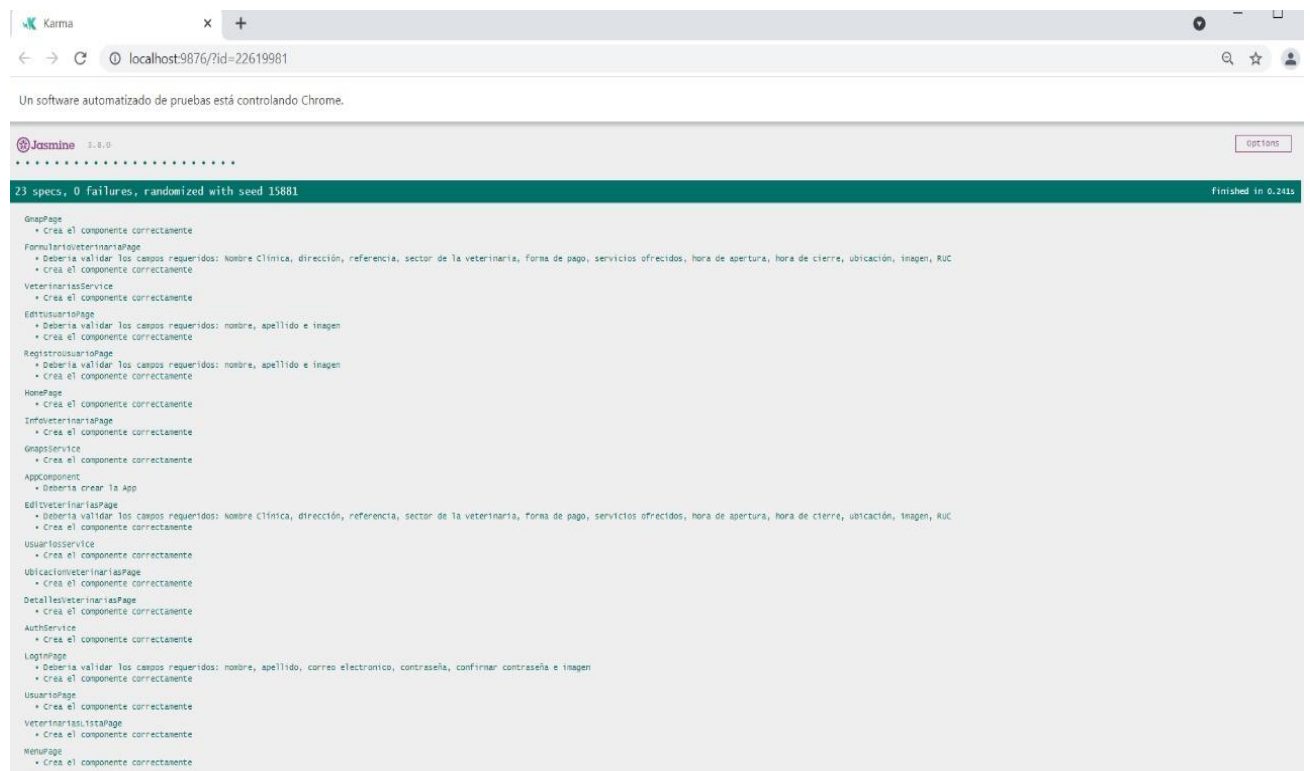 Karma
localhost:9876/?id=22619981
Un software automatizado de pruebas está controlando Chrome.
Jasmine 3.8.0
Options
23 specs, 0 failures, randomized with seed 15881
finished in 0.241s
GmapPage
• Crea el componente correctamente
FormularioVeterinariaPage
• Deberia validar los campos requeridos: Nombre Clínica, dirección, referencia, sector de la veterinaria, forma de pago, servicios ofrecidos, hora de apertura, hora de cierre, ubicación, imagen, RUC
• Crea el componente correctamente
VeterinariasService
• Crea el componente correctamente
EditUsuarioPage
• Deberia validar los campos requeridos: nombre, apellido e imagen
• Crea el componente correctamente
RegistroUsuarioPage
• Deberia validar los campos requeridos: nombre, apellido e imagen
• Crea el componente correctamente
HomePage
• Crea el componente correctamente
InfoVeterinariaPage
• Crea el componente correctamente
GmapsService
• Crea el componente correctamente
AppComponent
• Deberia crear la App
EditVeterinariasPage
• Deberia validar los campos requeridos: Nombre Clínica, dirección, referencia, sector de la veterinaria, forma de pago, servicios ofrecidos, hora de apertura, hora de cierre, ubicación, imagen, RUC
• Crea el componente correctamente
UsuariosService
• Crea el componente correctamente
UbicacionVeterinariasPage
• Crea el componente correctamente
DetallesVeterinariasPage
• Crea el componente correctamente
AuthService
• Crea el componente correctamente
LoginPage
• Deberia validar los campos requeridos: nombre, apellido, correo electronico, contraseña, confirmar contraseña e imagen
• Crea el componente correctamente
UsuarioPage
• Crea el componente correctamente
VeterinariasListaPage
• Crea el componente correctamente
MenuPage
• Crea el componente correctamente